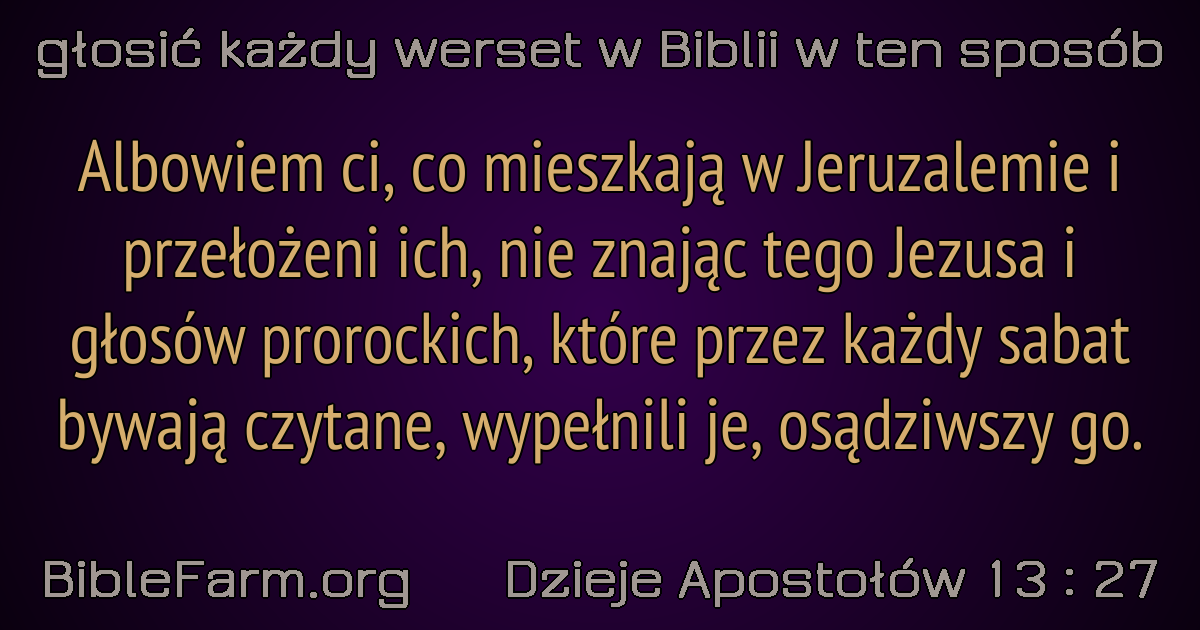 głosić każdy werset w Biblii w ten sposób
Albowiem ci, co mieszkają w Jeruzalemie i
przełożeni ich, nie znając tego Jezusa i
głosów prorockich, które przez każdy sabat
bywają czytane, wypełnili je, osądziwszy go.
BibleFarm.org Dzieje Apostołów 13 : 27